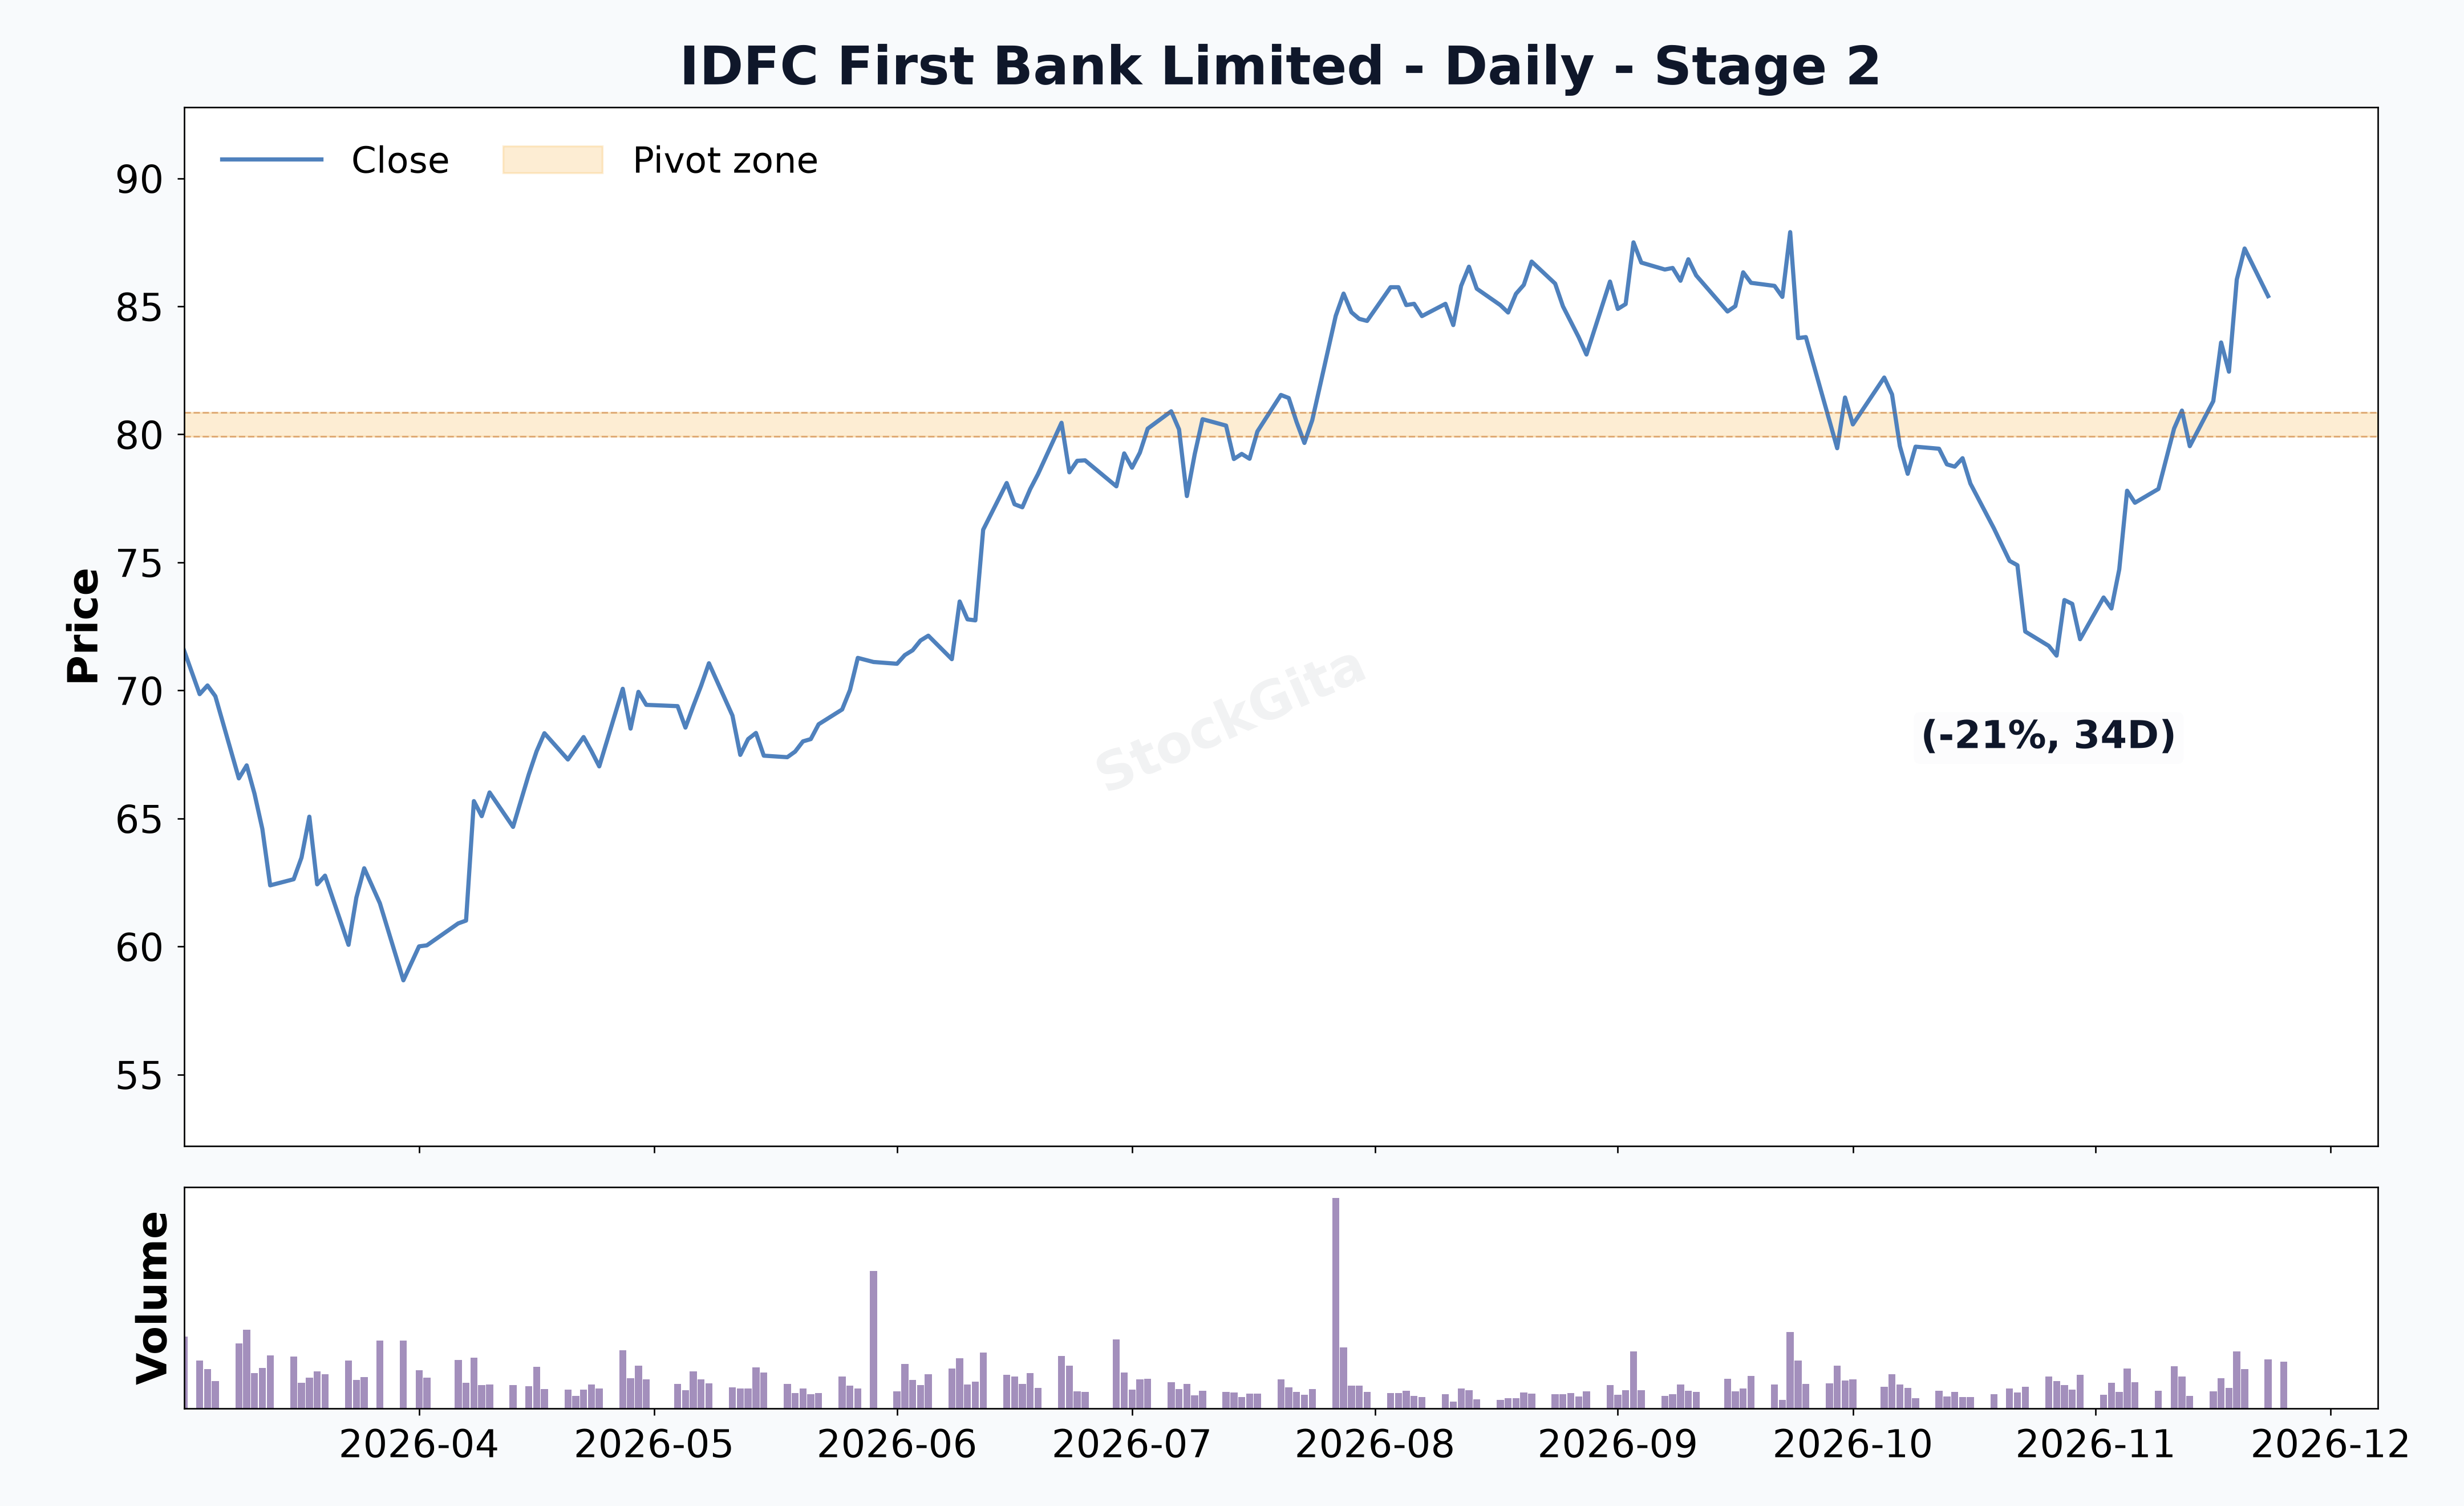 IDFC First Bank Limited - Daily - Stage 2
Close
Pivot zone
Price
90
85
80
75
70
65
60
55
StockGita
(-21%, 34D)
Volume
2026-04
2026-05
2026-06
2026-07
2026-08
2026-09
2026-10
2026-11
2026-12